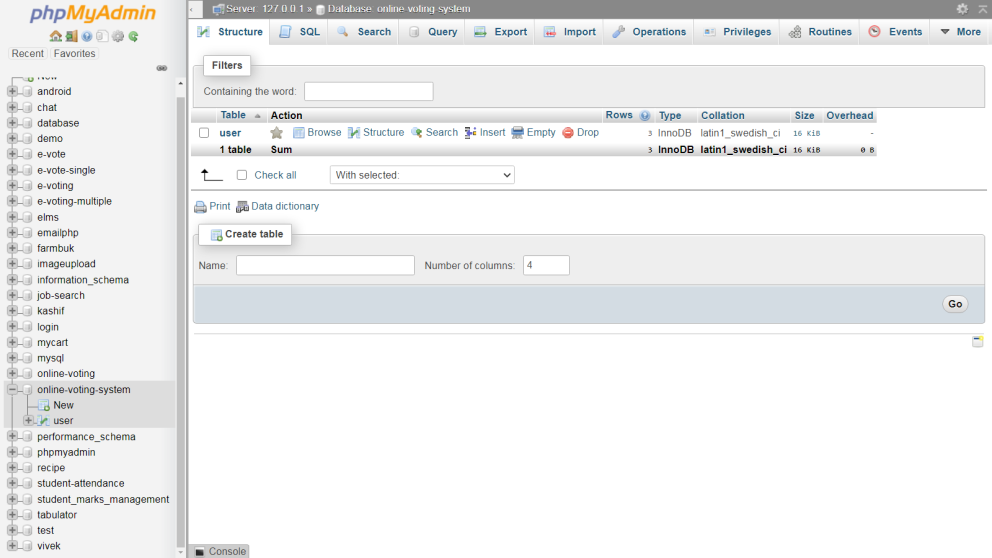 phpMyAdmin
Recent Favorites
New
android
chat
database
demo
e-vote
e-vote-single
e-voting
e-voting-multiple
elms
emailphp
farmbuk
imageupload
information_schema
job-search
kashif
login
mycart
mysql
online-voting
online-voting-system
New
user
performance_schema
phpmyadmin
recipe
student-attendance
student_marks_management
tabulator
test
vivek
Server: 127.0.0.1 » Database: online-voting-system
Structure SQL Search Query Export Import Operations Privileges Routines Events More
Filters
Containing the word:
Table Action Rows Type Collation Size Overhead
user Browse Structure Search Insert Empty Drop 3 InnoDB latin1_swedish_ci 16 KiB -
1 table Sum 3 InnoDB latin1_swedish_ci 16 KiB 0 B
Check all With selected:
Print Data dictionary
Create table
Name: Number of columns: 4
Go
Console